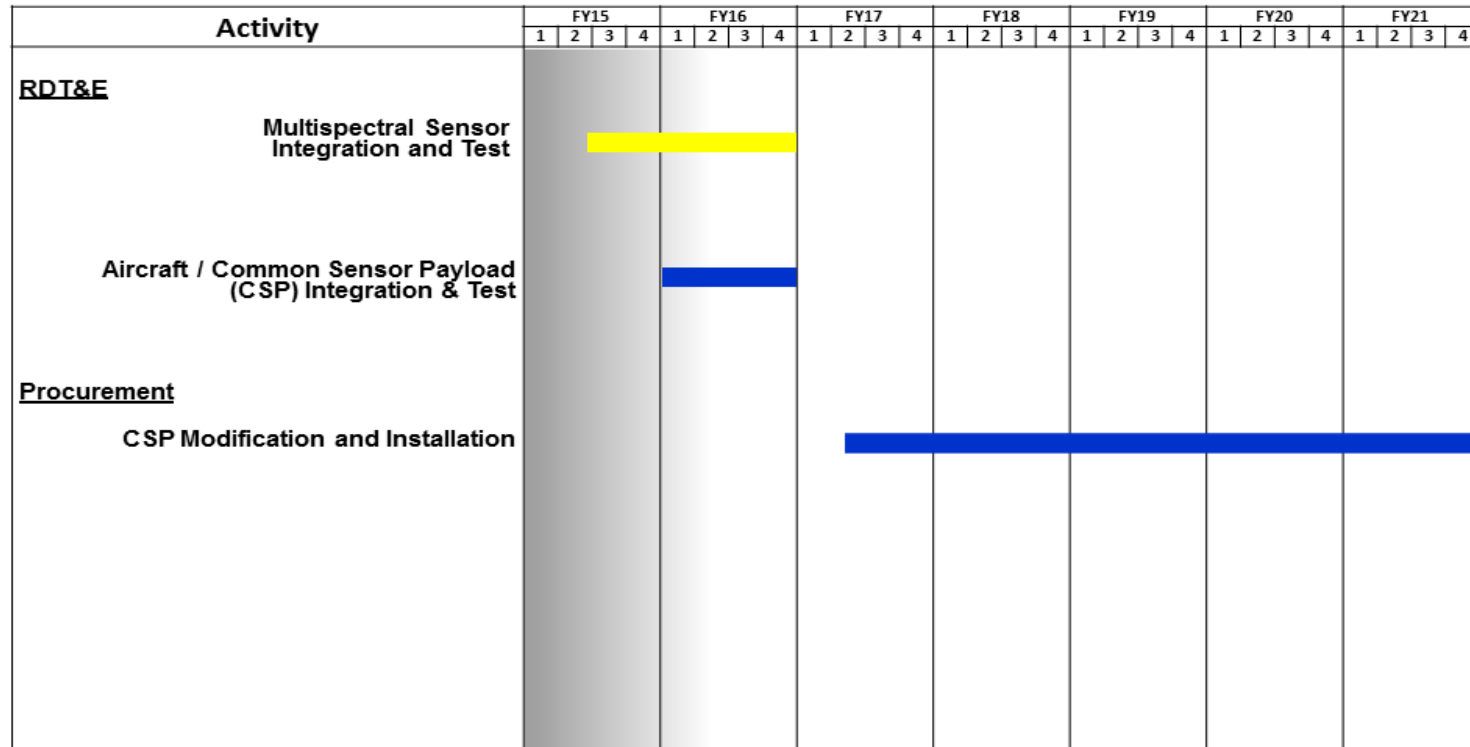 Activity
FY15 FY16 FY17 FY18 FY19 FY20 FY21
1 2 3 4 1 2 3 4 1 2 3 4 1 2 3 4 1 2 3 4 1 2 3 4 1 2 3 4
RDT&E
Multispectral Sensor
Integration and Test
Aircraft / Common Sensor Payload
(CSP) Integration & Test
Procurement
CSP Modification and Installation